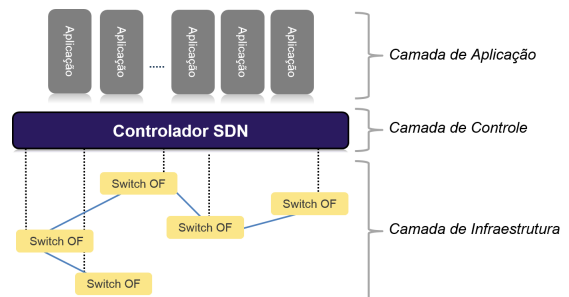 Aplicação
Aplicação
.....
Aplicação
Aplicação
Aplicação
Camada de Aplicação
Controlador SDN
Camada de Controle
Switch OF
Switch OF
Switch OF
Switch OF
Camada de Infraestrutura
Switch OF